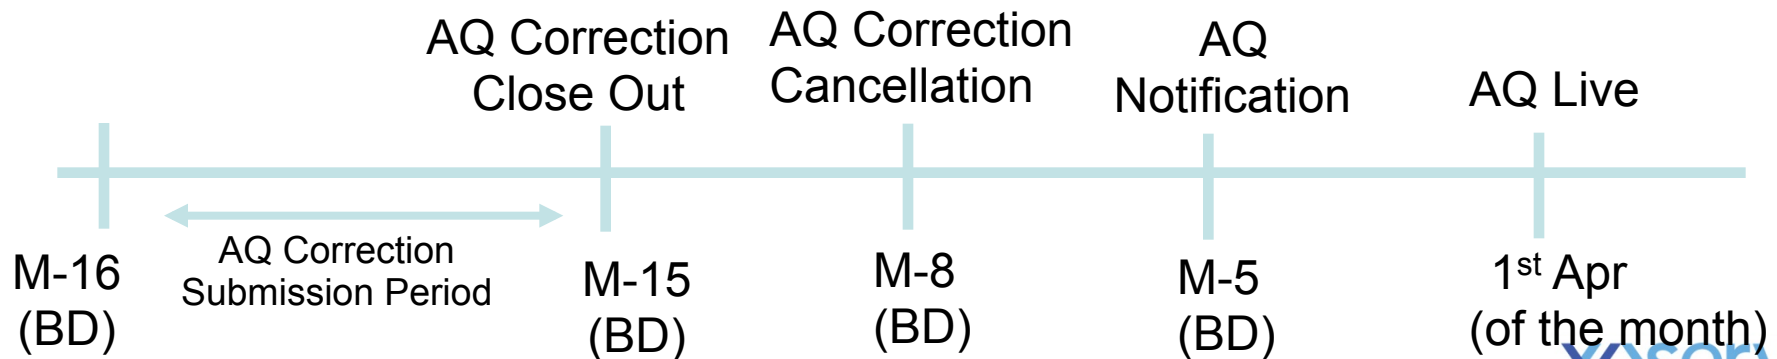 AQ Correction
Close Out
AQ Correction
Cancellation
AQ
Notification
AQ Live
AQ Correction
Submission Period
M-16
(BD)
M-15
(BD)
M-8
(BD)
M-5
(BD)
1st Apr
(of the month)